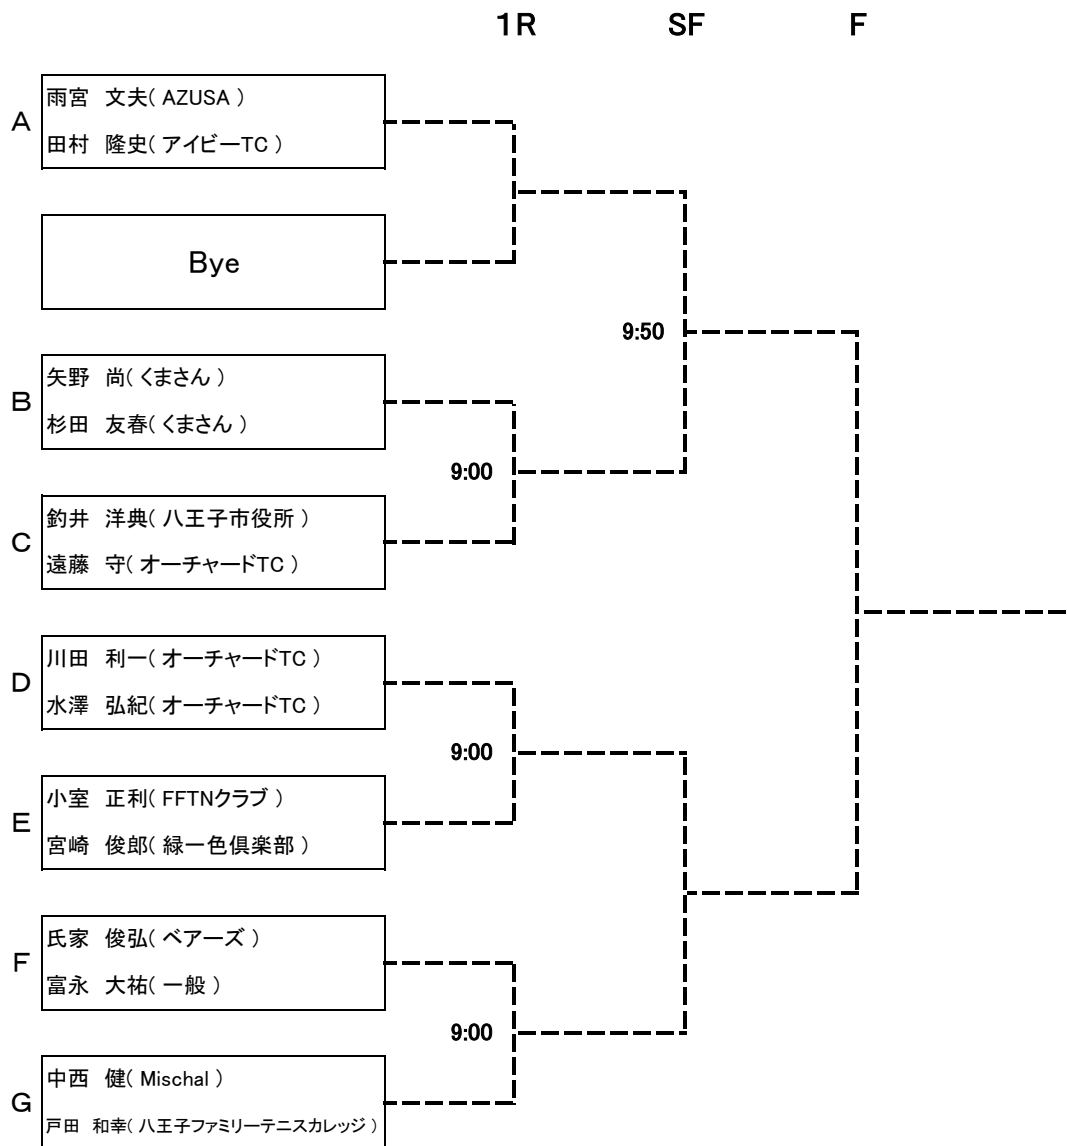 1R SF F
A
雨宮 文夫( AZUSA )
田村 隆史( アイビーTC )
Bye
9:50
B
矢野 尚( くまさん )
杉田 友春( くまさん )
9:00
C
釣井 洋典( 八王子市役所 )
遠藤 守( オーチャードTC )
D
川田 利一( オーチャードTC )
水澤 弘紀( オーチャードTC )
9:00
E
小室 正利( FFTNクラブ )
宮崎 俊郎( 緑一色倶楽部 )
F
氏家 俊弘( ベアーズ )
富永 大祐( 一般 )
9:00
G
中西 健( Mischal )
戸田 和幸( 八王子ファミリーテニスカレッジ )